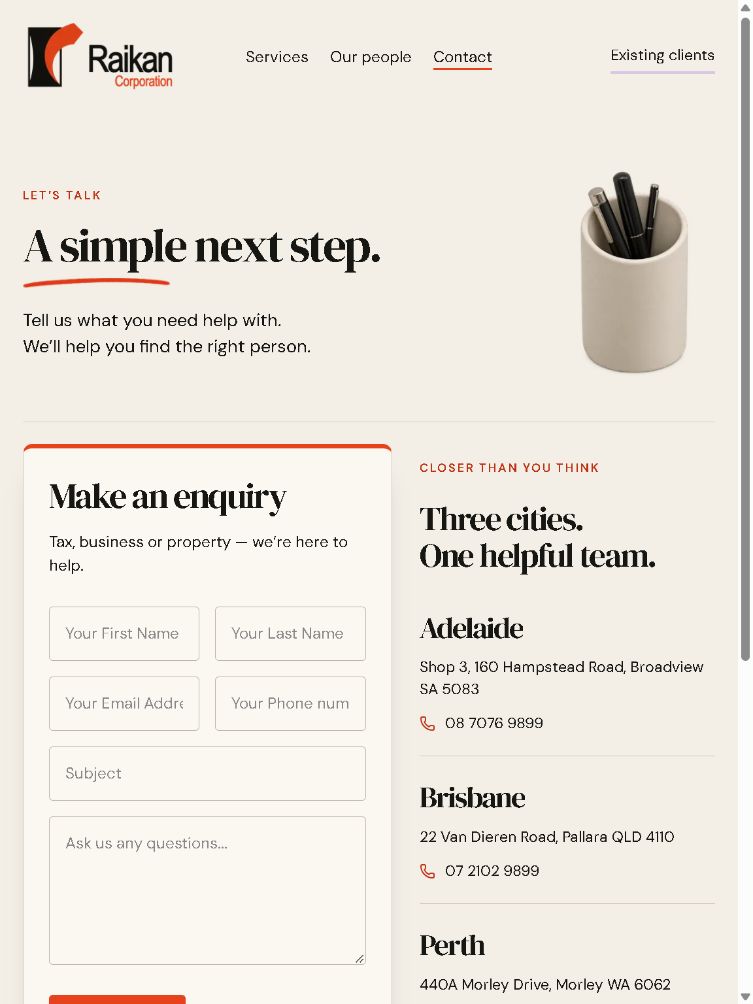 Raikan
Corporation
Services
Our people
Contact
Existing clients
LET'S TALK
A simple next step.
Tell us what you need help with.
We'll help you find the right person.
Make an enquiry
Tax, business or property — we're here to
help.
Your First Name
Your Last Name
Your Email Addre
Your Phone num
Subject
Ask us any questions...
CLOSER THAN YOU THINK
Three cities.
One helpful team.
Adelaide
Shop 3, 160 Hampstead Road, Broadview
SA 5083
08 7076 9899
Brisbane
22 Van Dieren Road, Pallara QLD 4110
07 2102 9899
Perth
440A Morley Drive, Morley WA 6062